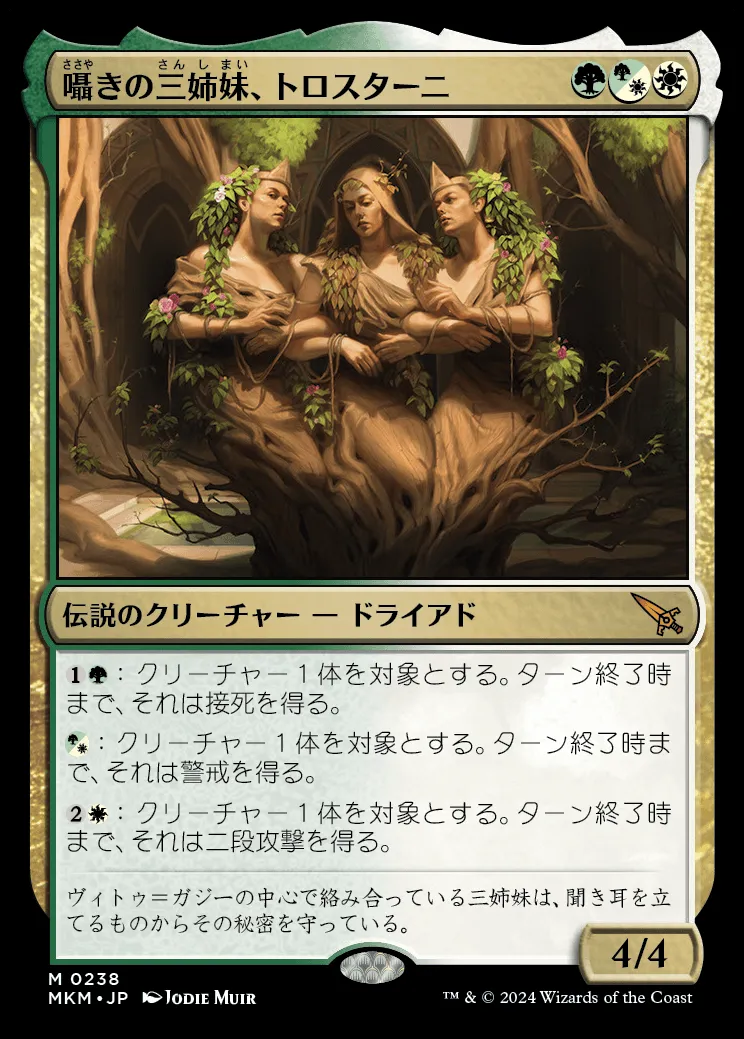 囁きの三姉妹、トロスターニ
伝説のクリーチャー ― ドライアド
1 : クリーチャー1体を対象とする。ターン終了時
まで、それは接死を得る。
: クリーチャー1体を対象とする。ターン終了時ま
で、それは警戒を得る。
2 : クリーチャー1体を対象とする。ターン終了時
まで、それは二段攻撃を得る。
ヴィトゥ＝ガジーの中心で絡み合っている三姉妹は、聞き耳を立
てるものからその秘密を守っている。
4/4
M 0238
MKM • JP Jodie Muir
™ & © 2024 Wizards of the Coast